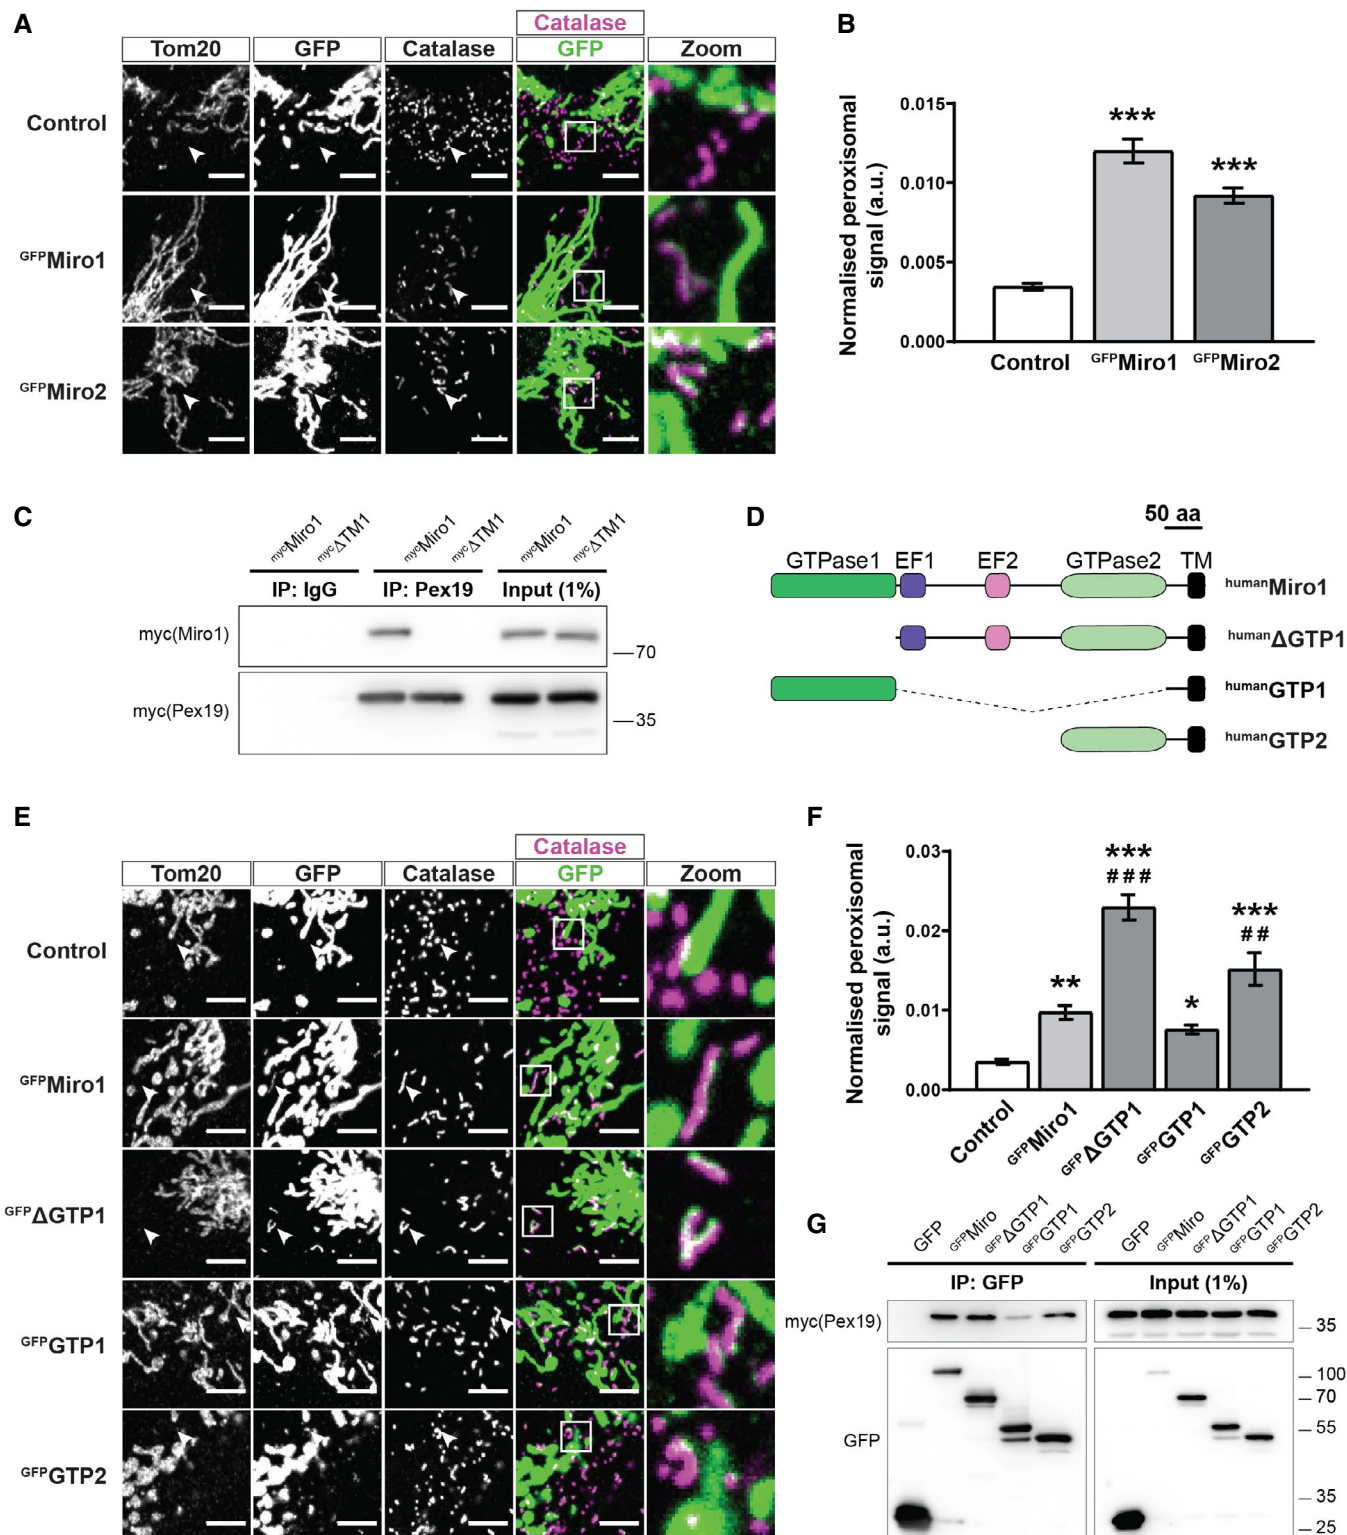 A
Catalase
Tom20 GFP Catalase GFP Zoom
Control
GFPMiro1
GFPMiro2
B
Normalised peroxisomal
signal (a.u.)
0.015
0.010
0.005
0.000
***
***
Control GFPMiro1 GFPMiro2
C
mycMiro1 mycΔTM1 mycMiro1 mycΔTM1 mycMiro1 mycΔTM1
IP: IgG IP: Pex19 Input (1%)
myc(Miro1)
70
myc(Pex19)
35
D
50 aa
GTPase1 EF1 EF2 GTPase2 TM
humanMiro1
humanΔGTP1
humanGTP1
humanGTP2
E
Catalase
Tom20 GFP Catalase GFP Zoom
Control
GFPMiro1
GFPΔGTP1
GFPGTP1
GFPGTP2
F
Normalised peroxisomal
signal (a.u.)
0.03
0.02
0.01
0.00
**
***
###
*
***
##
Control GFPMiro1 GFPΔGTP1 GFPGTP1 GFPGTP2
G
GFP GFPMiro GFPΔGTP1 GFPGTP1 GFPGTP2 GFP GFPMiro GFPΔGTP1 GFPGTP1 GFPGTP2
IP: GFP Input (1%)
myc(Pex19)
35
GFP
100
70
55
35
25